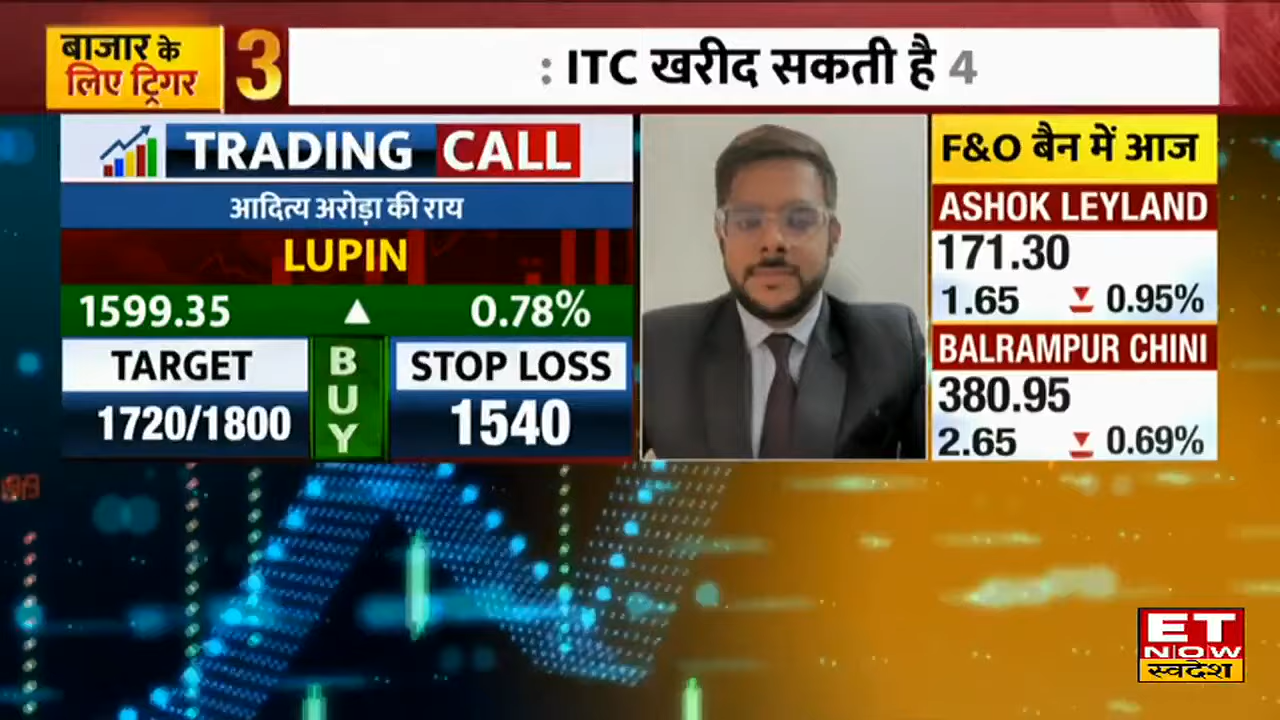 बाजार के
लिए ट्रिगर
3
: ITC खरीद सकती है 4
TRADING CALL
आदित्य अरोड़ा की राय
LUPIN
1599.35 ▲ 0.78%
TARGET
1720/1800
BUY
STOP LOSS
1540
F&O बैन में आज
ASHOK LEYLAND
171.30
1.65 0.95%
BALRAMPUR CHINI
380.95
2.65 0.69%
ET
NOW
स्वदेश